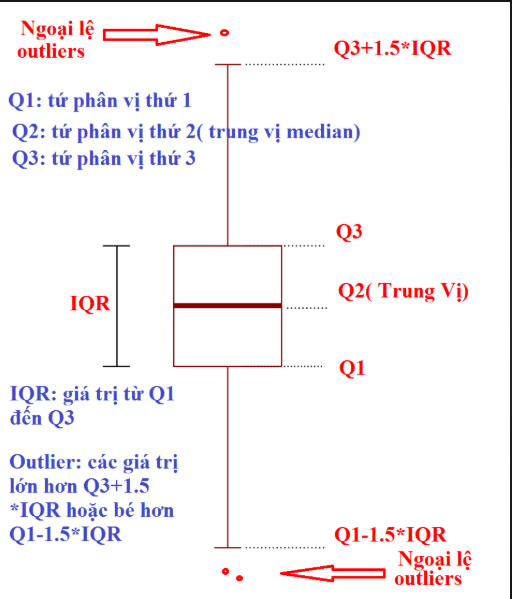 Ngoại lệ
outliers
Q3+1.5*IQR
Q1: tứ phân vị thứ 1
Q2: tứ phân vị thứ 2( trung vị median)
Q3: tứ phân vị thứ 3
Q3
Q2( Trung Vị)
IQR
Q1
IQR: giá trị từ Q1
đến Q3
Outlier: các giá trị
lớn hơn Q3+1.5
*IQR hoặc bé hơn
Q1-1.5*IQR
Q1-1.5*IQR
Ngoại lệ
outliers